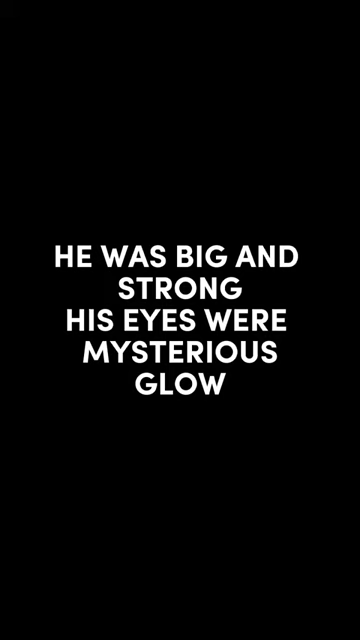 HE WAS BIG AND
STRONG
HIS EYES WERE
MYSTERIOUS
GLOW